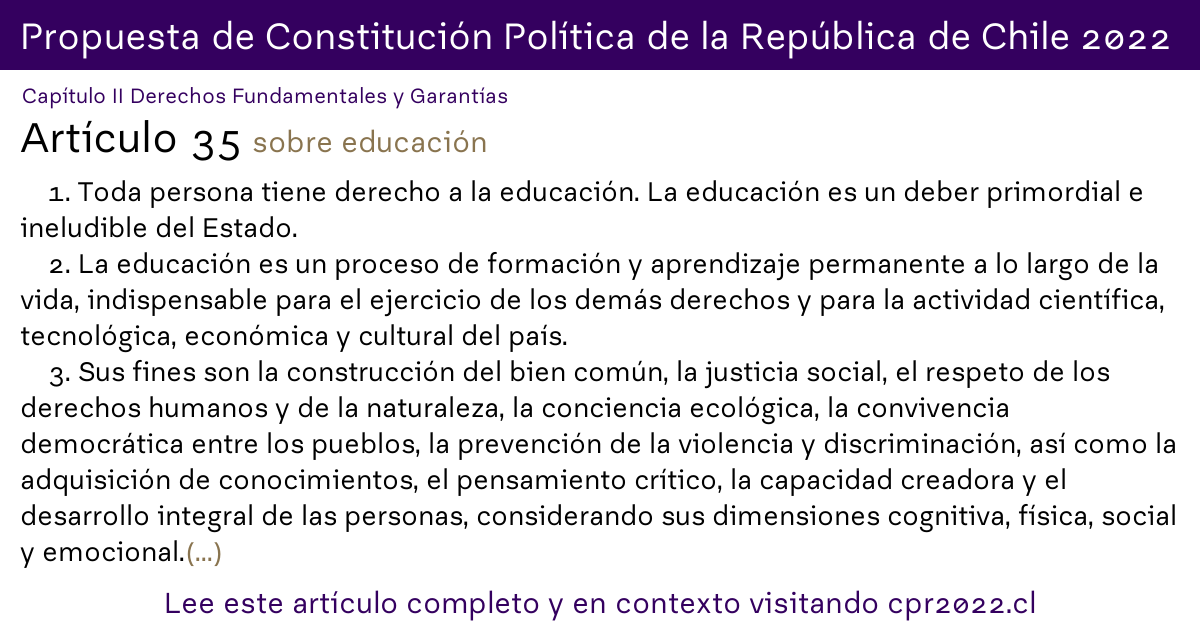 Propuesta de Constitución Política de la República de Chile 2022
Capítulo II Derechos Fundamentales y Garantías
Artículo 35 sobre educación
1. Toda persona tiene derecho a la educación. La educación es un deber primordial e
ineludible del Estado.
2. La educación es un proceso de formación y aprendizaje permanente a lo largo de la
vida, indispensable para el ejercicio de los demás derechos y para la actividad científica,
tecnológica, económica y cultural del país.
3. Sus fines son la construcción del bien común, la justicia social, el respeto de los
derechos humanos y de la naturaleza, la conciencia ecológica, la convivencia
democrática entre los pueblos, la prevención de la violencia y discriminación, así como la
adquisición de conocimientos, el pensamiento crítico, la capacidad creadora y el
desarrollo integral de las personas, considerando sus dimensiones cognitiva, física, social
y emocional.(...)
Lee este artículo completo y en contexto visitando cpr2022.cl